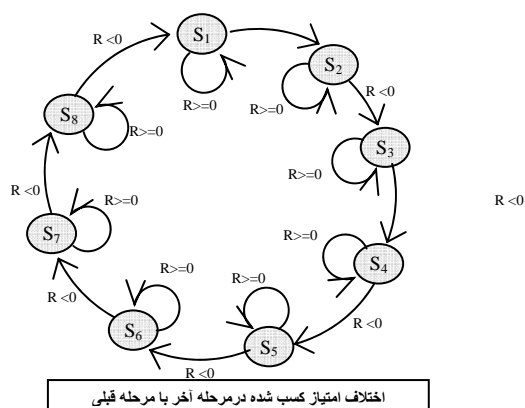 R <0
S1
R>=0
S2
R>=0
R <0
S3
R>=0
R <0
S4
R>=0
R <0
S5
R>=0
R <0
S6
R>=0
R <0
S7
R>=0
R <0
S8
R>=0
اختلاف امتیاز کسب شده درمرحله آخر با مرحله قبلی